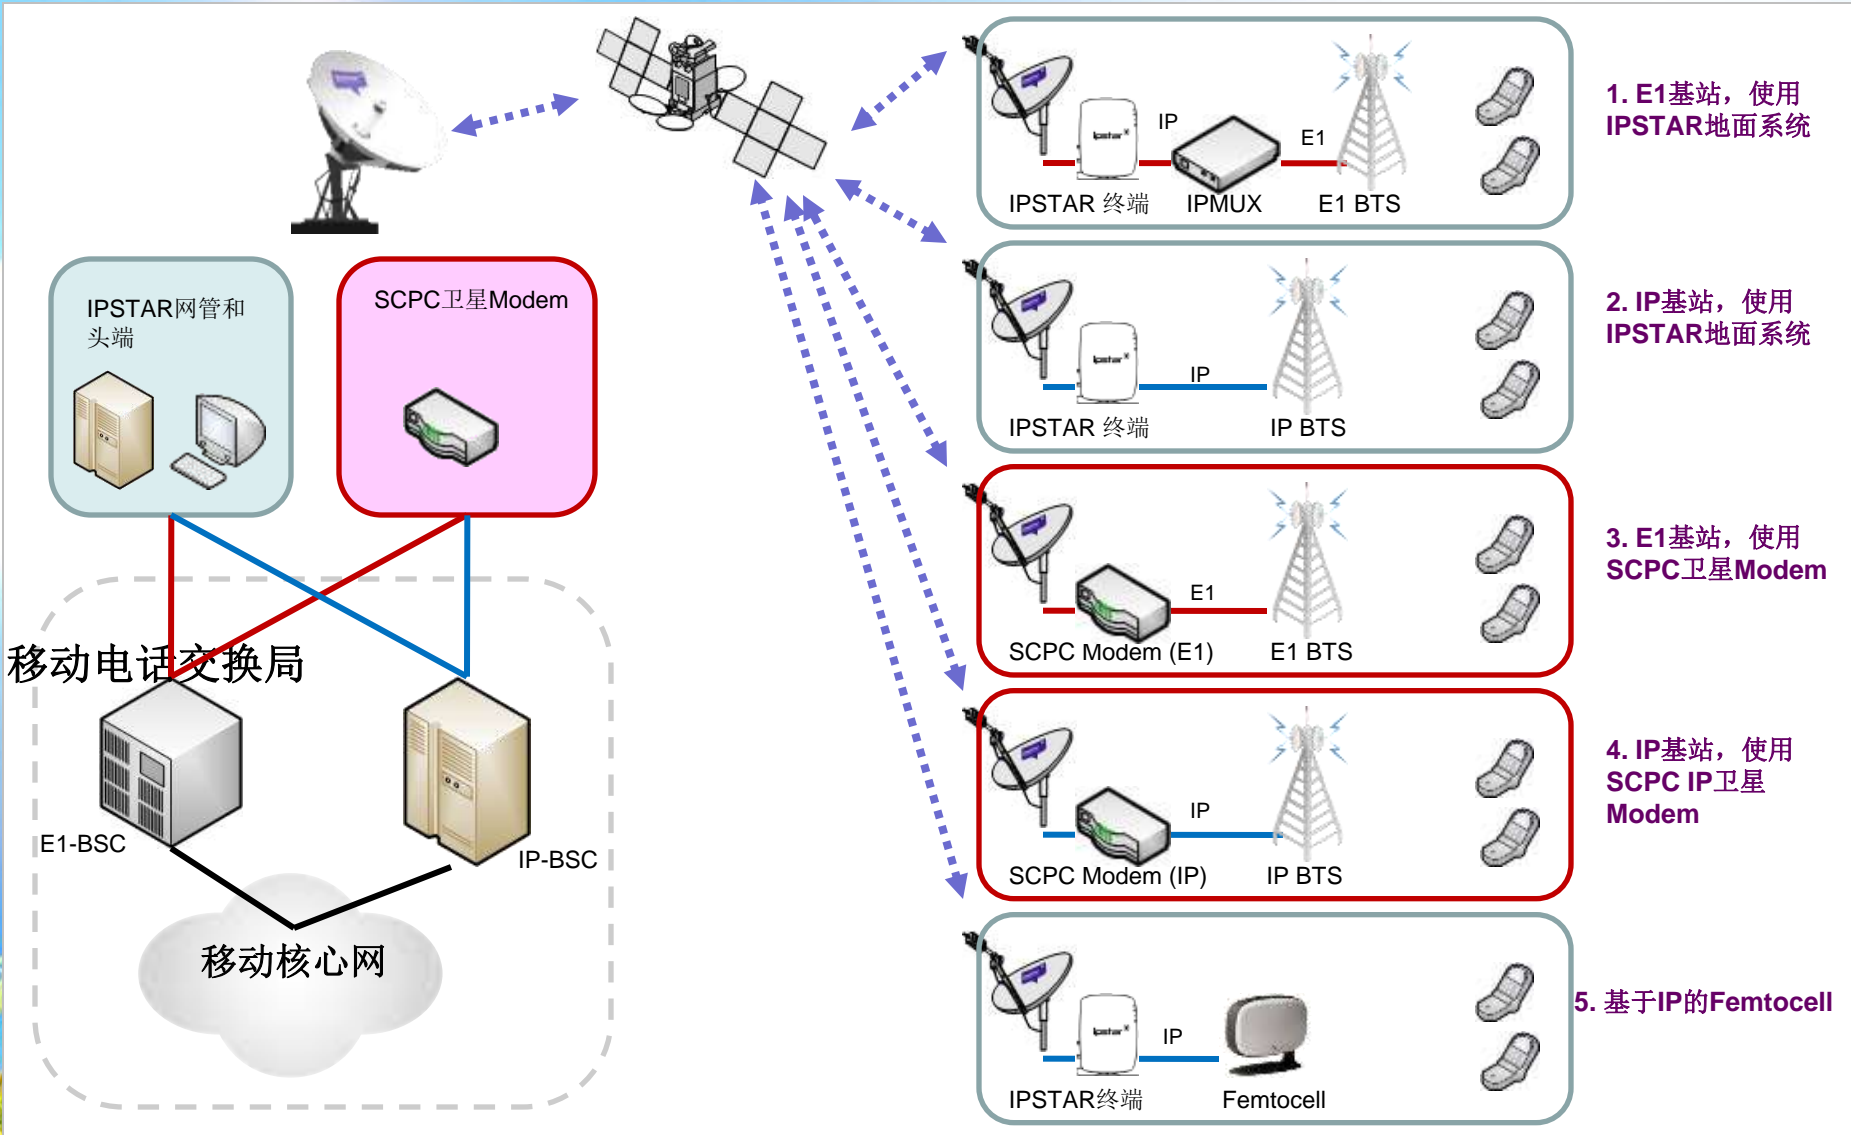 IPSTAR网管和
头端
SCPC卫星Modem
移动电话交换局
E1-BSC
IP-BSC
移动核心网
ipstar
IP
E1
IPSTAR 终端
IPMUX
E1 BTS
1. E1基站，使用
IPSTAR地面系统
ipstar
IP
IPSTAR 终端
IP BTS
2. IP基站，使用
IPSTAR地面系统
E1
SCPC Modem (E1)
E1 BTS
3. E1基站，使用
SCPC卫星Modem
IP
SCPC Modem (IP)
IP BTS
4. IP基站，使用
SCPC IP卫星
Modem
ipstar
IP
IPSTAR终端
Femtocell
5. 基于IP的Femtocell